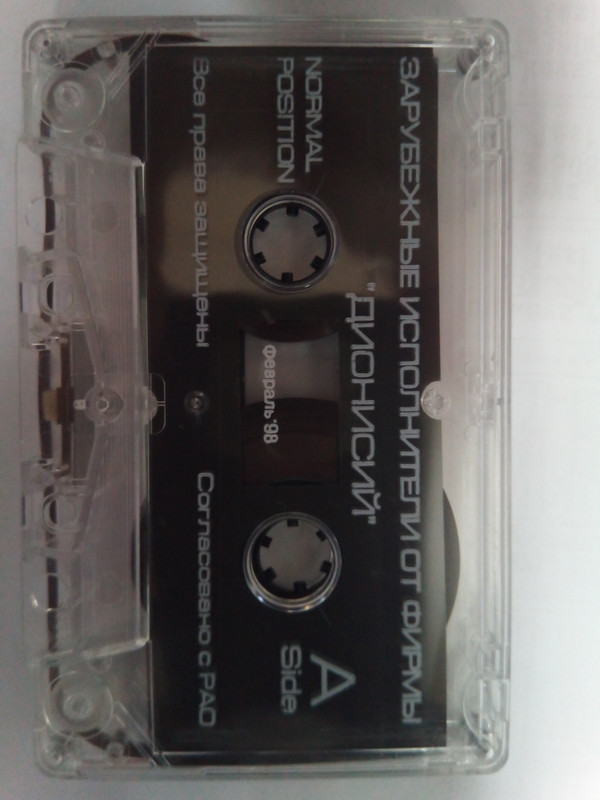 ЗАРУБЕЖНЫЕ ИСПОЛНИТЕЛИ ОТ ФИРМЫ
"ДИОНИСИЙ"
NORMAL
POSITION
Февраль'98
A
Side
Все права защищены
Согласовано с РАО